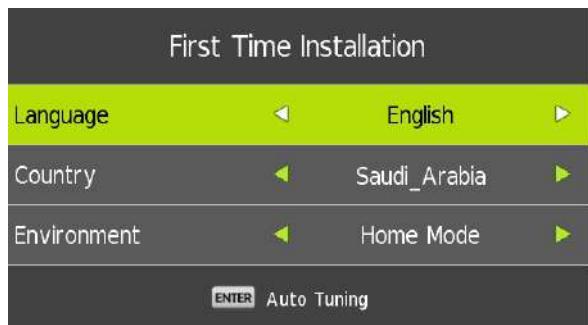 First Time Installation
Language English
Country Saudi_Arabia
Environment Home Mode
ENTER Auto Tuning